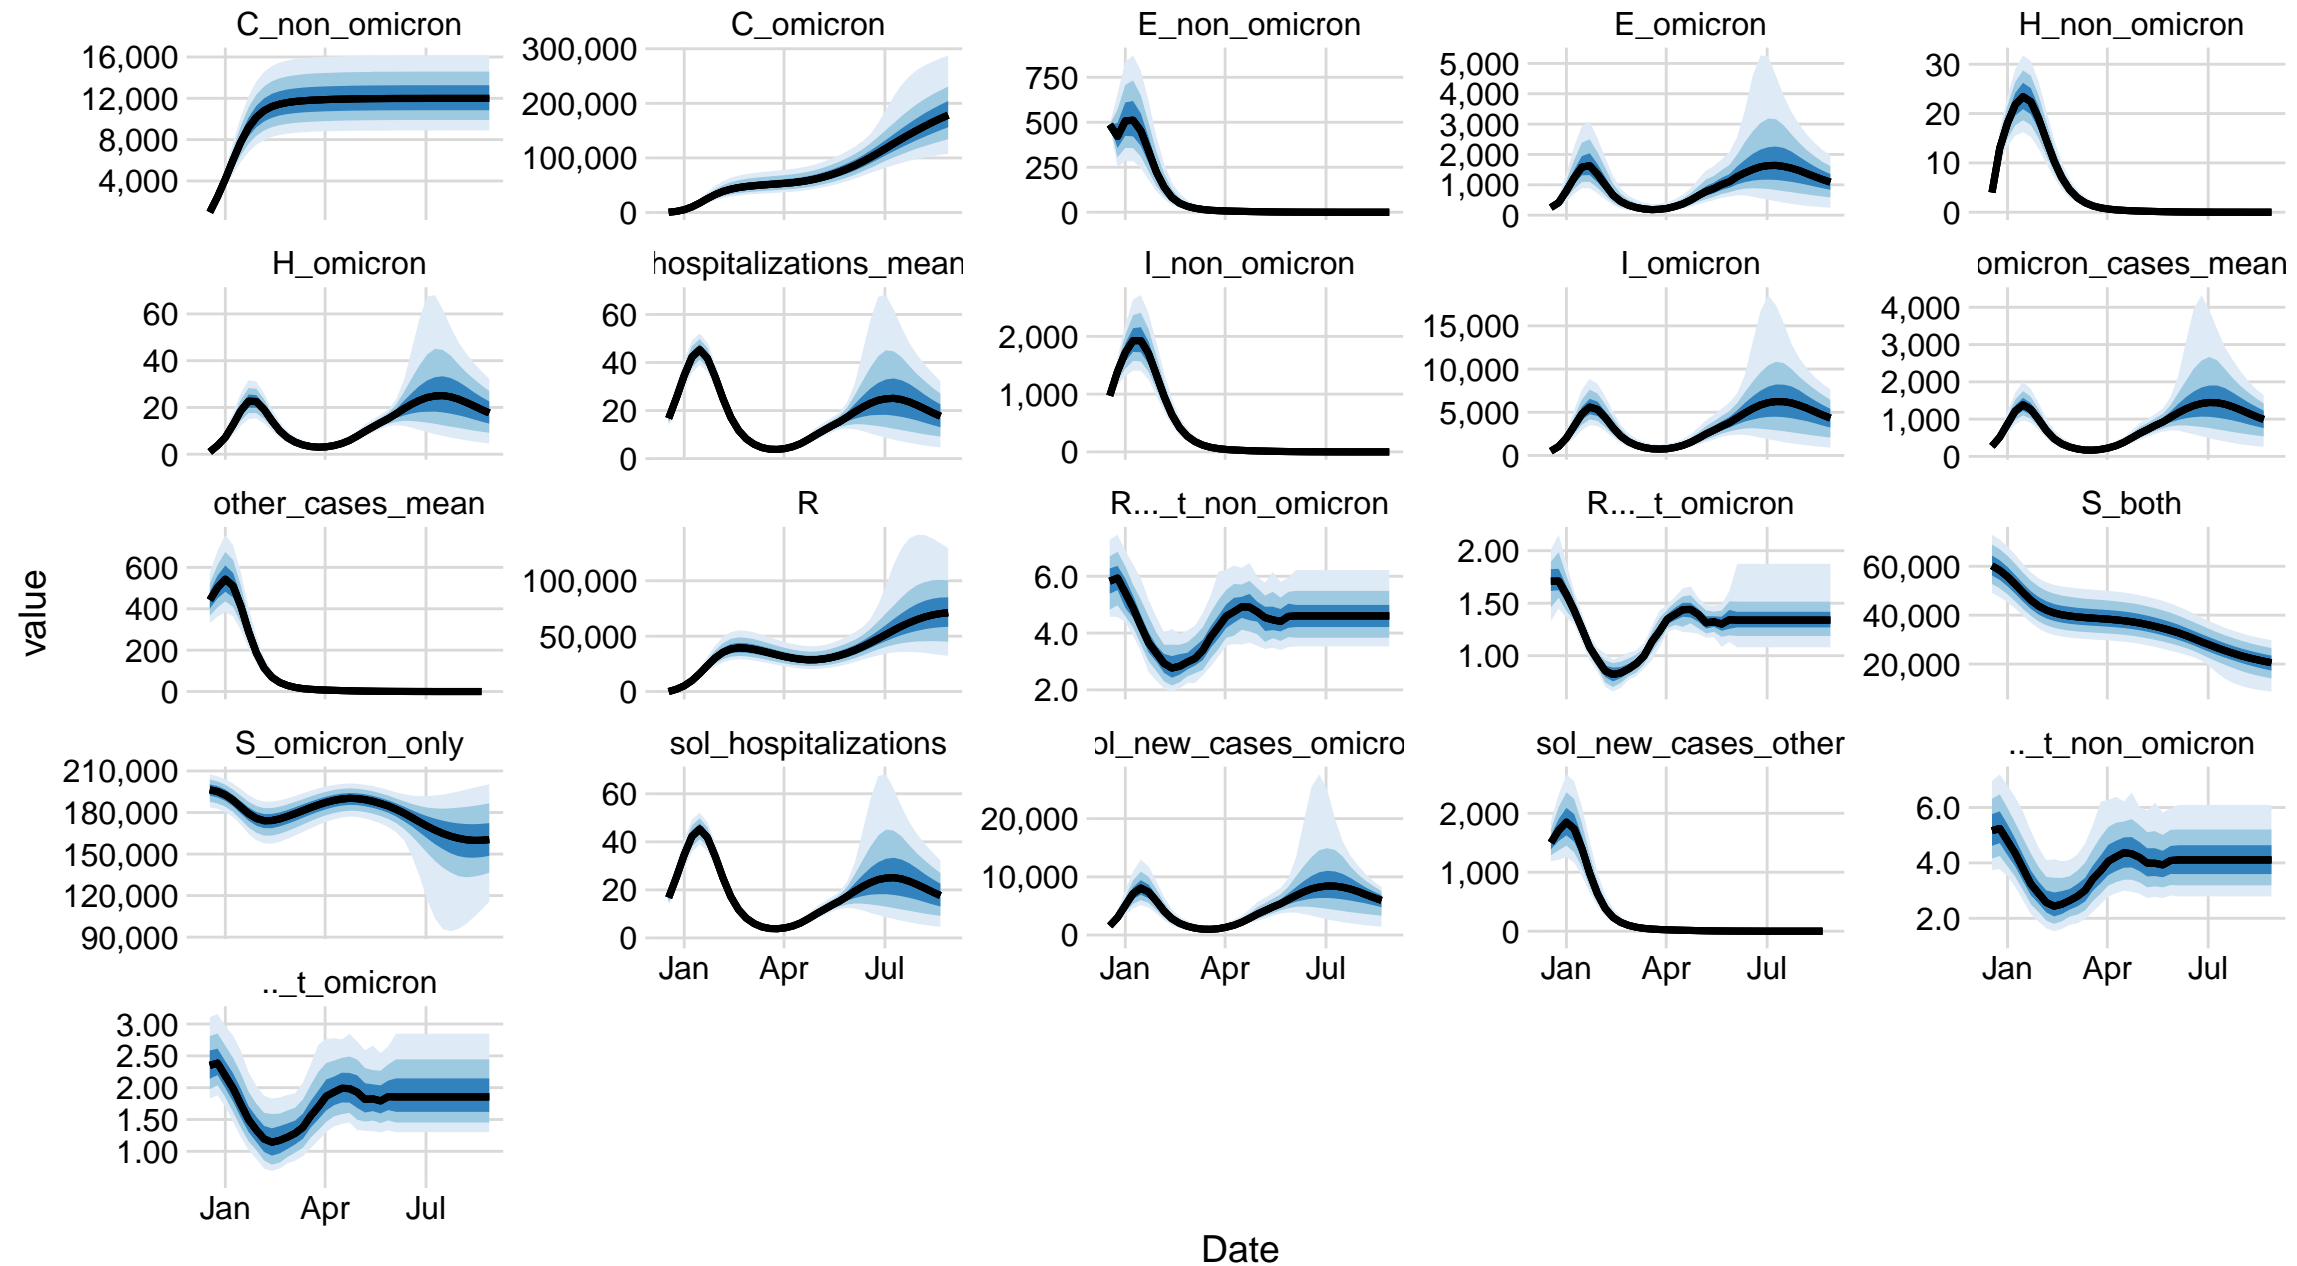 C_non_omicron
C_omicron
E_non_omicron
E_omicron
H_non_omicron
16,000
12,000
8,000
4,000
300,000
200,000
100,000
0
750
500
250
0
5,000
4,000
3,000
2,000
1,000
0
30
20
10
0
H_omicron
hospitalizations_mean
I_non_omicron
I_omicron
omicron_cases_mean
60
40
20
0
60
40
20
0
2,000
1,000
0
15,000
10,000
5,000
0
4,000
3,000
2,000
1,000
0
other_cases_mean
R
R..._t_non_omicron
R..._t_omicron
S_both
600
400
200
0
100,000
50,000
0
6.0
4.0
2.0
2.00
1.50
1.00
60,000
40,000
20,000
S_omicron_only
sol_hospitalizations
ol_new_cases_omicro
sol_new_cases_other
.._t_non_omicron
210,000
180,000
150,000
120,000
90,000
60
40
20
0
20,000
10,000
0
2,000
1,000
0
6.0
4.0
2.0
Jan Apr Jul
Jan Apr Jul
Jan Apr Jul
Jan Apr Jul
.._t_omicron
3.00
2.50
2.00
1.50
1.00
Jan Apr Jul
value
Date